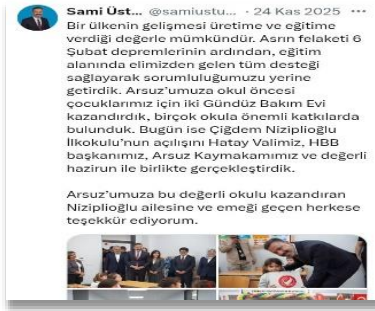 Sami Üst... @samiustu... · 24 Kas 2025 ···
Bir ülkenin gelişmesi üretime ve eğitime
verdiği değerle mümkündür. Asrın felaketi 6
Şubat depremlerinin ardından, eğitim
alanında elimizden gelen tüm desteği
sağlayarak sorumluluğumuzu yerine
getirdik. Arsuz'umuza okul öncesi
çocuklarımız için iki Gündüz Bakım Evi
kazandırdık, birçok okula önemli katkılarda
bulunduk. Bugün ise Çiğdem Niziplioğlu
İlkokulu'nun açılışını Hatay Valimiz, HBB
başkanımız, Arsuz Kaymakamımız ve değerli
hazirun ile birlikte gerçekleştirdik.
Arsuz'umuza bu değerli okulu kazandıran
Niziplioğlu ailesine ve emeği geçen herkese
teşekkür ediyorum.